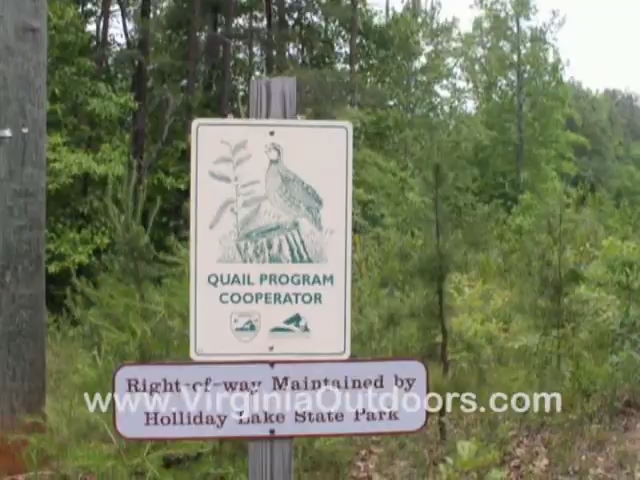 QUAIL PROGRAM
COOPERATOR
Right-of-way Maintained by
www.VirginiaOutdoors.com
Holliday Lake State Park